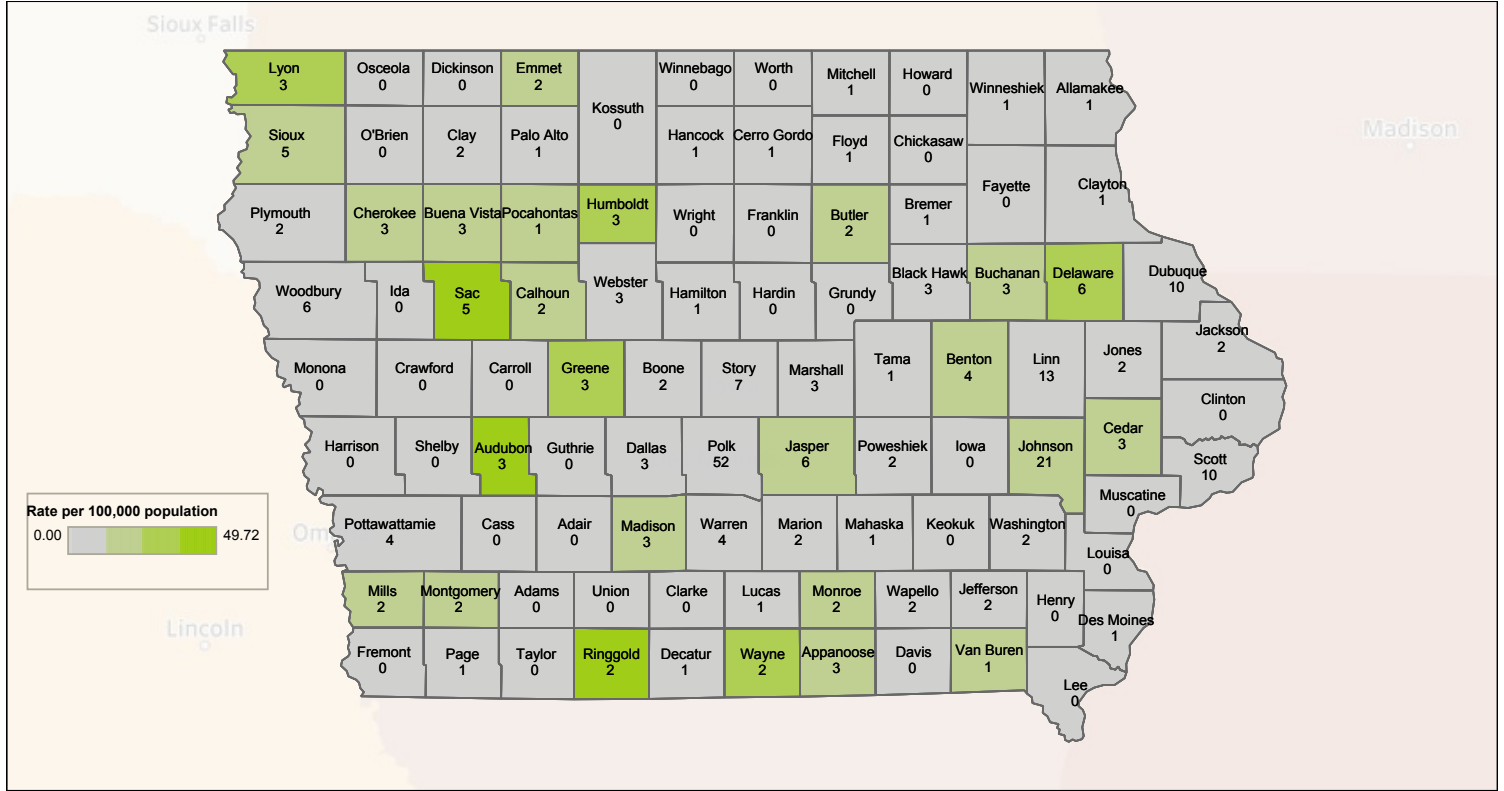 Sioux Falls
Lyon
3
Osceola
0
Dickinson
0
Emmet
2
Kossuth
0
Winnebago
0
Worth
0
Mitchell
1
Howard
0
Winneshiek
1
Allamakee
1
Madison
Sioux
5
O'Brien
0
Clay
2
Palo Alto
1
Hancock
1
Cerro Gordo
1
Floyd
1
Chickasaw
0
Fayette
0
Clayton
1
Plymouth
2
Cherokee
3
Buena Vista
3
Pocahontas
1
Humboldt
3
Wright
0
Franklin
0
Butler
2
Bremer
1
Woodbury
6
Ida
0
Sac
5
Calhoun
2
Webster
3
Hamilton
1
Hardin
0
Grundy
0
Black Hawk
3
Buchanan
3
Delaware
6
Dubuque
10
Monona
0
Crawford
0
Carroll
0
Greene
3
Boone
2
Story
7
Marshall
3
Tama
1
Benton
4
Linn
13
Jones
2
Jackson
2
Clinton
0
Harrison
0
Shelby
0
Audubon
3
Guthrie
0
Dallas
3
Polk
52
Jasper
6
Poweshiek
2
Iowa
0
Johnson
21
Cedar
3
Scott
10
Muscatine
0
Rate per 100,000 population
0.00 49.72
Om
Pottawattamie
4
Cass
0
Adair
0
Madison
3
Warren
4
Marion
2
Mahaska
1
Keokuk
0
Washington
2
Louisa
0
Mills
2
Montgomery
2
Adams
0
Union
0
Clarke
0
Lucas
1
Monroe
2
Wapello
2
Jefferson
2
Henry
0
Des Moines
1
Lincoln
Fremont
0
Page
1
Taylor
0
Ringgold
2
Decatur
1
Wayne
2
Appanoose
3
Davis
0
Van Buren
1
Lee
0